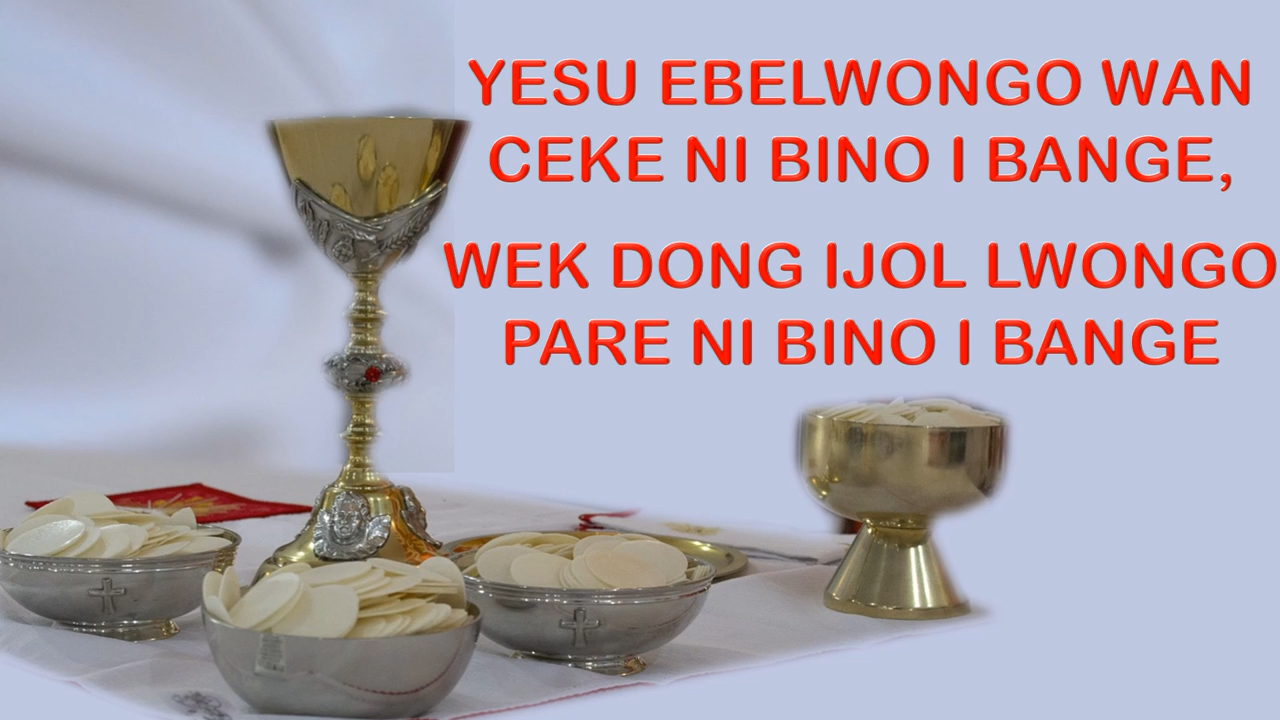 YESU EBELWONGO WAN
CEKE NI BINO I BANGE,
WEK DONG IJOL LWONGO
PARE NI BINO I BANGE